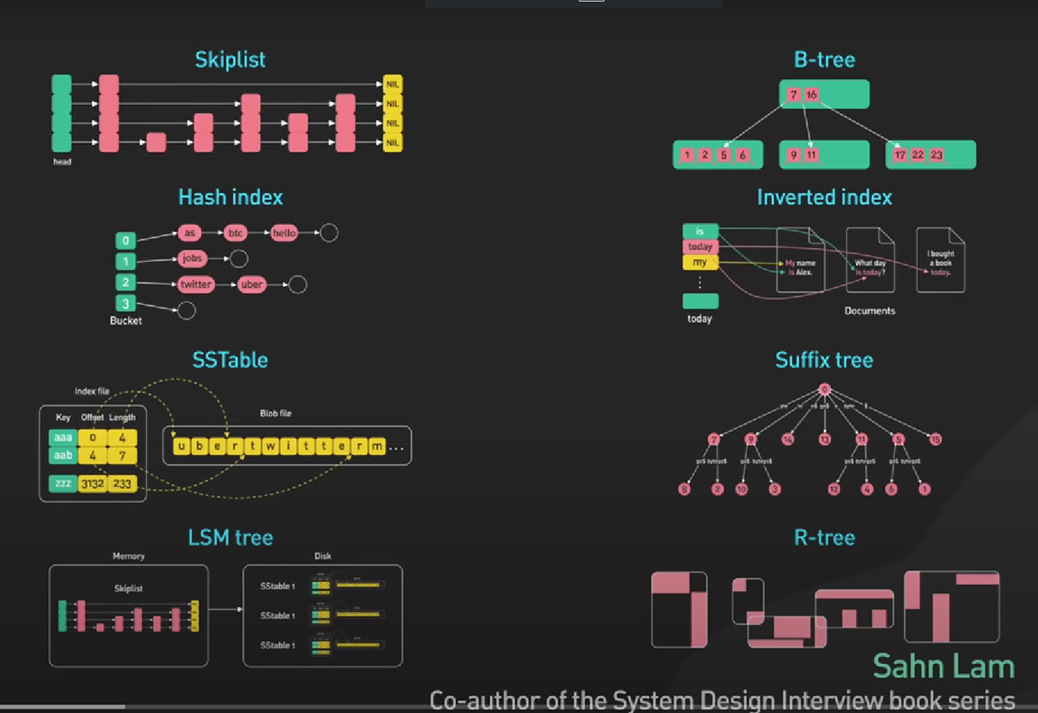 Skiplist
NIL
NIL
NIL
NIL
head
B-tree
7 16
1 2 5 6
9 11
17 22 23
Hash index
0 as btc hello
1 jobs
2 twitter uber
3
Bucket
Inverted index
is
today
my
today
My name
is Alex.
What day
is today?
I bought
a book
today.
Documents
SSTable
Index file
Key Offset Length
aaa 0 4
aab 4 7
zzz 3132 233
Blob file
u b e r t w i t t e r m ...
Suffix tree
7 9 14 13 11 5 15
8 2 10 3 12 4 6 1
LSM tree
Memory
Skiplist
Disk
SStable 1
SStable 1
SStable 1
R-tree
Sahn Lam
Co-author of the System Design Interview book series